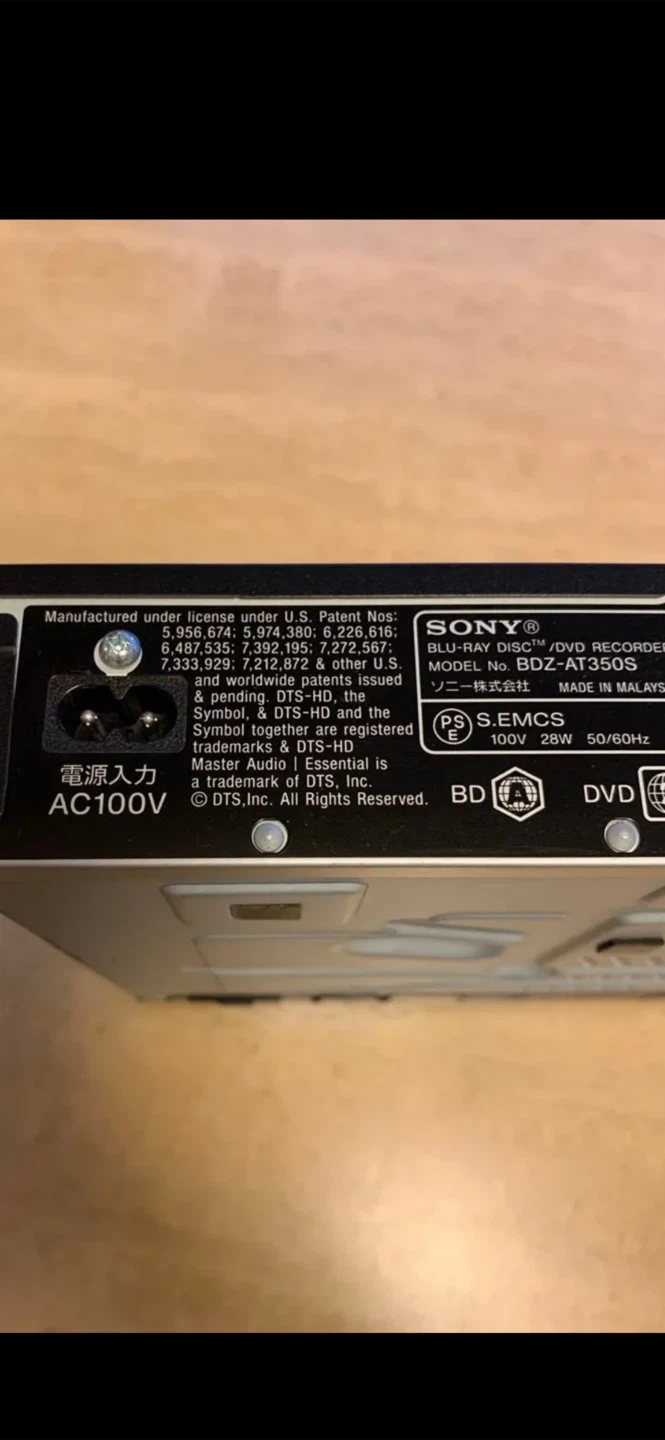 Manufactured under license under U.S. Patent Nos:
5,956,674; 5,974,380; 6,226,616;
6,487,535; 7,392,195; 7,272,567;
7,333,929; 7,212,872 & other U.S.
and worldwide patents issued
& pending. DTS-HD, the
Symbol, & DTS-HD and the
Symbol together are registered
trademarks & DTS-HD
Master Audio | Essential is
a trademark of DTS, Inc.
© DTS,Inc. All Rights Reserved.
電源入力
AC100V
SONY®
BLU-RAY DISC™/DVD RECORDE
MODEL No. BDZ-AT350S
ソニー株式会社 MADE IN MALAYS
PSE S.EMCS
100V 28W 50/60Hz
BD A DVD